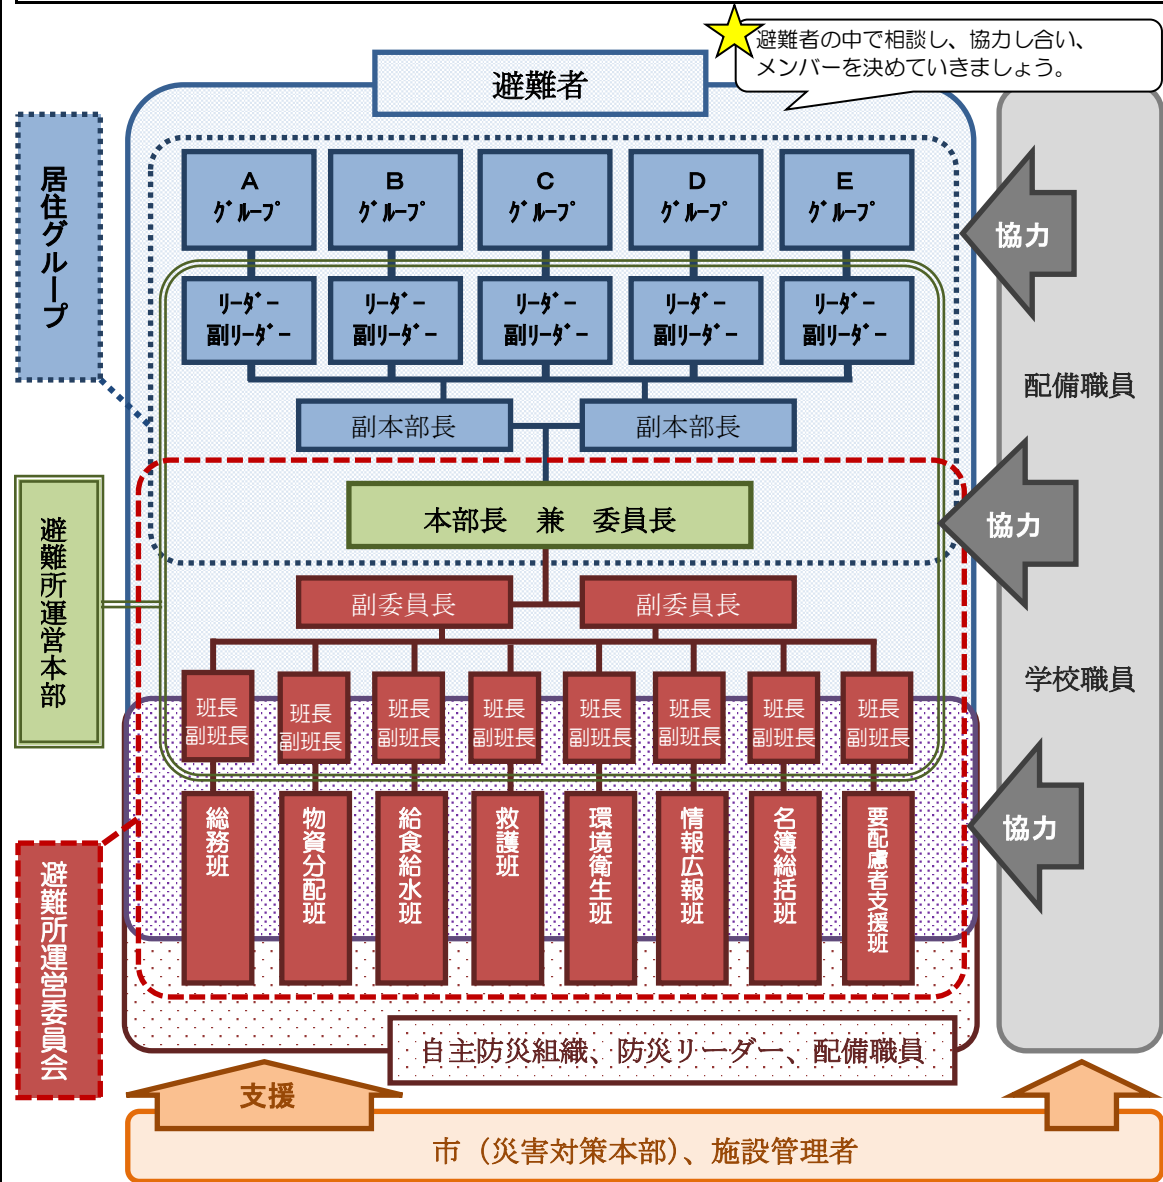 避難者の中で相談し、協力し合い、
メンバーを決めていきましょう。
避難者
居住グループ
A
ｸﾞﾙｰﾌﾟ
B
ｸﾞﾙｰﾌﾟ
C
ｸﾞﾙｰﾌﾟ
D
ｸﾞﾙｰﾌﾟ
E
ｸﾞﾙｰﾌﾟ
協力
ﾘｰﾀﾞｰ
副ﾘｰﾀﾞｰ
ﾘｰﾀﾞｰ
副ﾘｰﾀﾞｰ
ﾘｰﾀﾞｰ
副ﾘｰﾀﾞｰ
ﾘｰﾀﾞｰ
副ﾘｰﾀﾞｰ
ﾘｰﾀﾞｰ
副ﾘｰﾀﾞｰ
配備職員
副本部長
副本部長
避難所運営本部
本部長　兼　委員長
協力
副委員長
副委員長
学校職員
班長
副班長
班長
副班長
班長
副班長
班長
副班長
班長
副班長
班長
副班長
班長
副班長
班長
副班長
総務班
物資分配班
給食給水班
救護班
環境衛生班
情報広報班
名簿総括班
要配慮者支援班
協力
避難所運営委員会
自主防災組織、防災リーダー、配備職員
支援
市（災害対策本部）、施設管理者